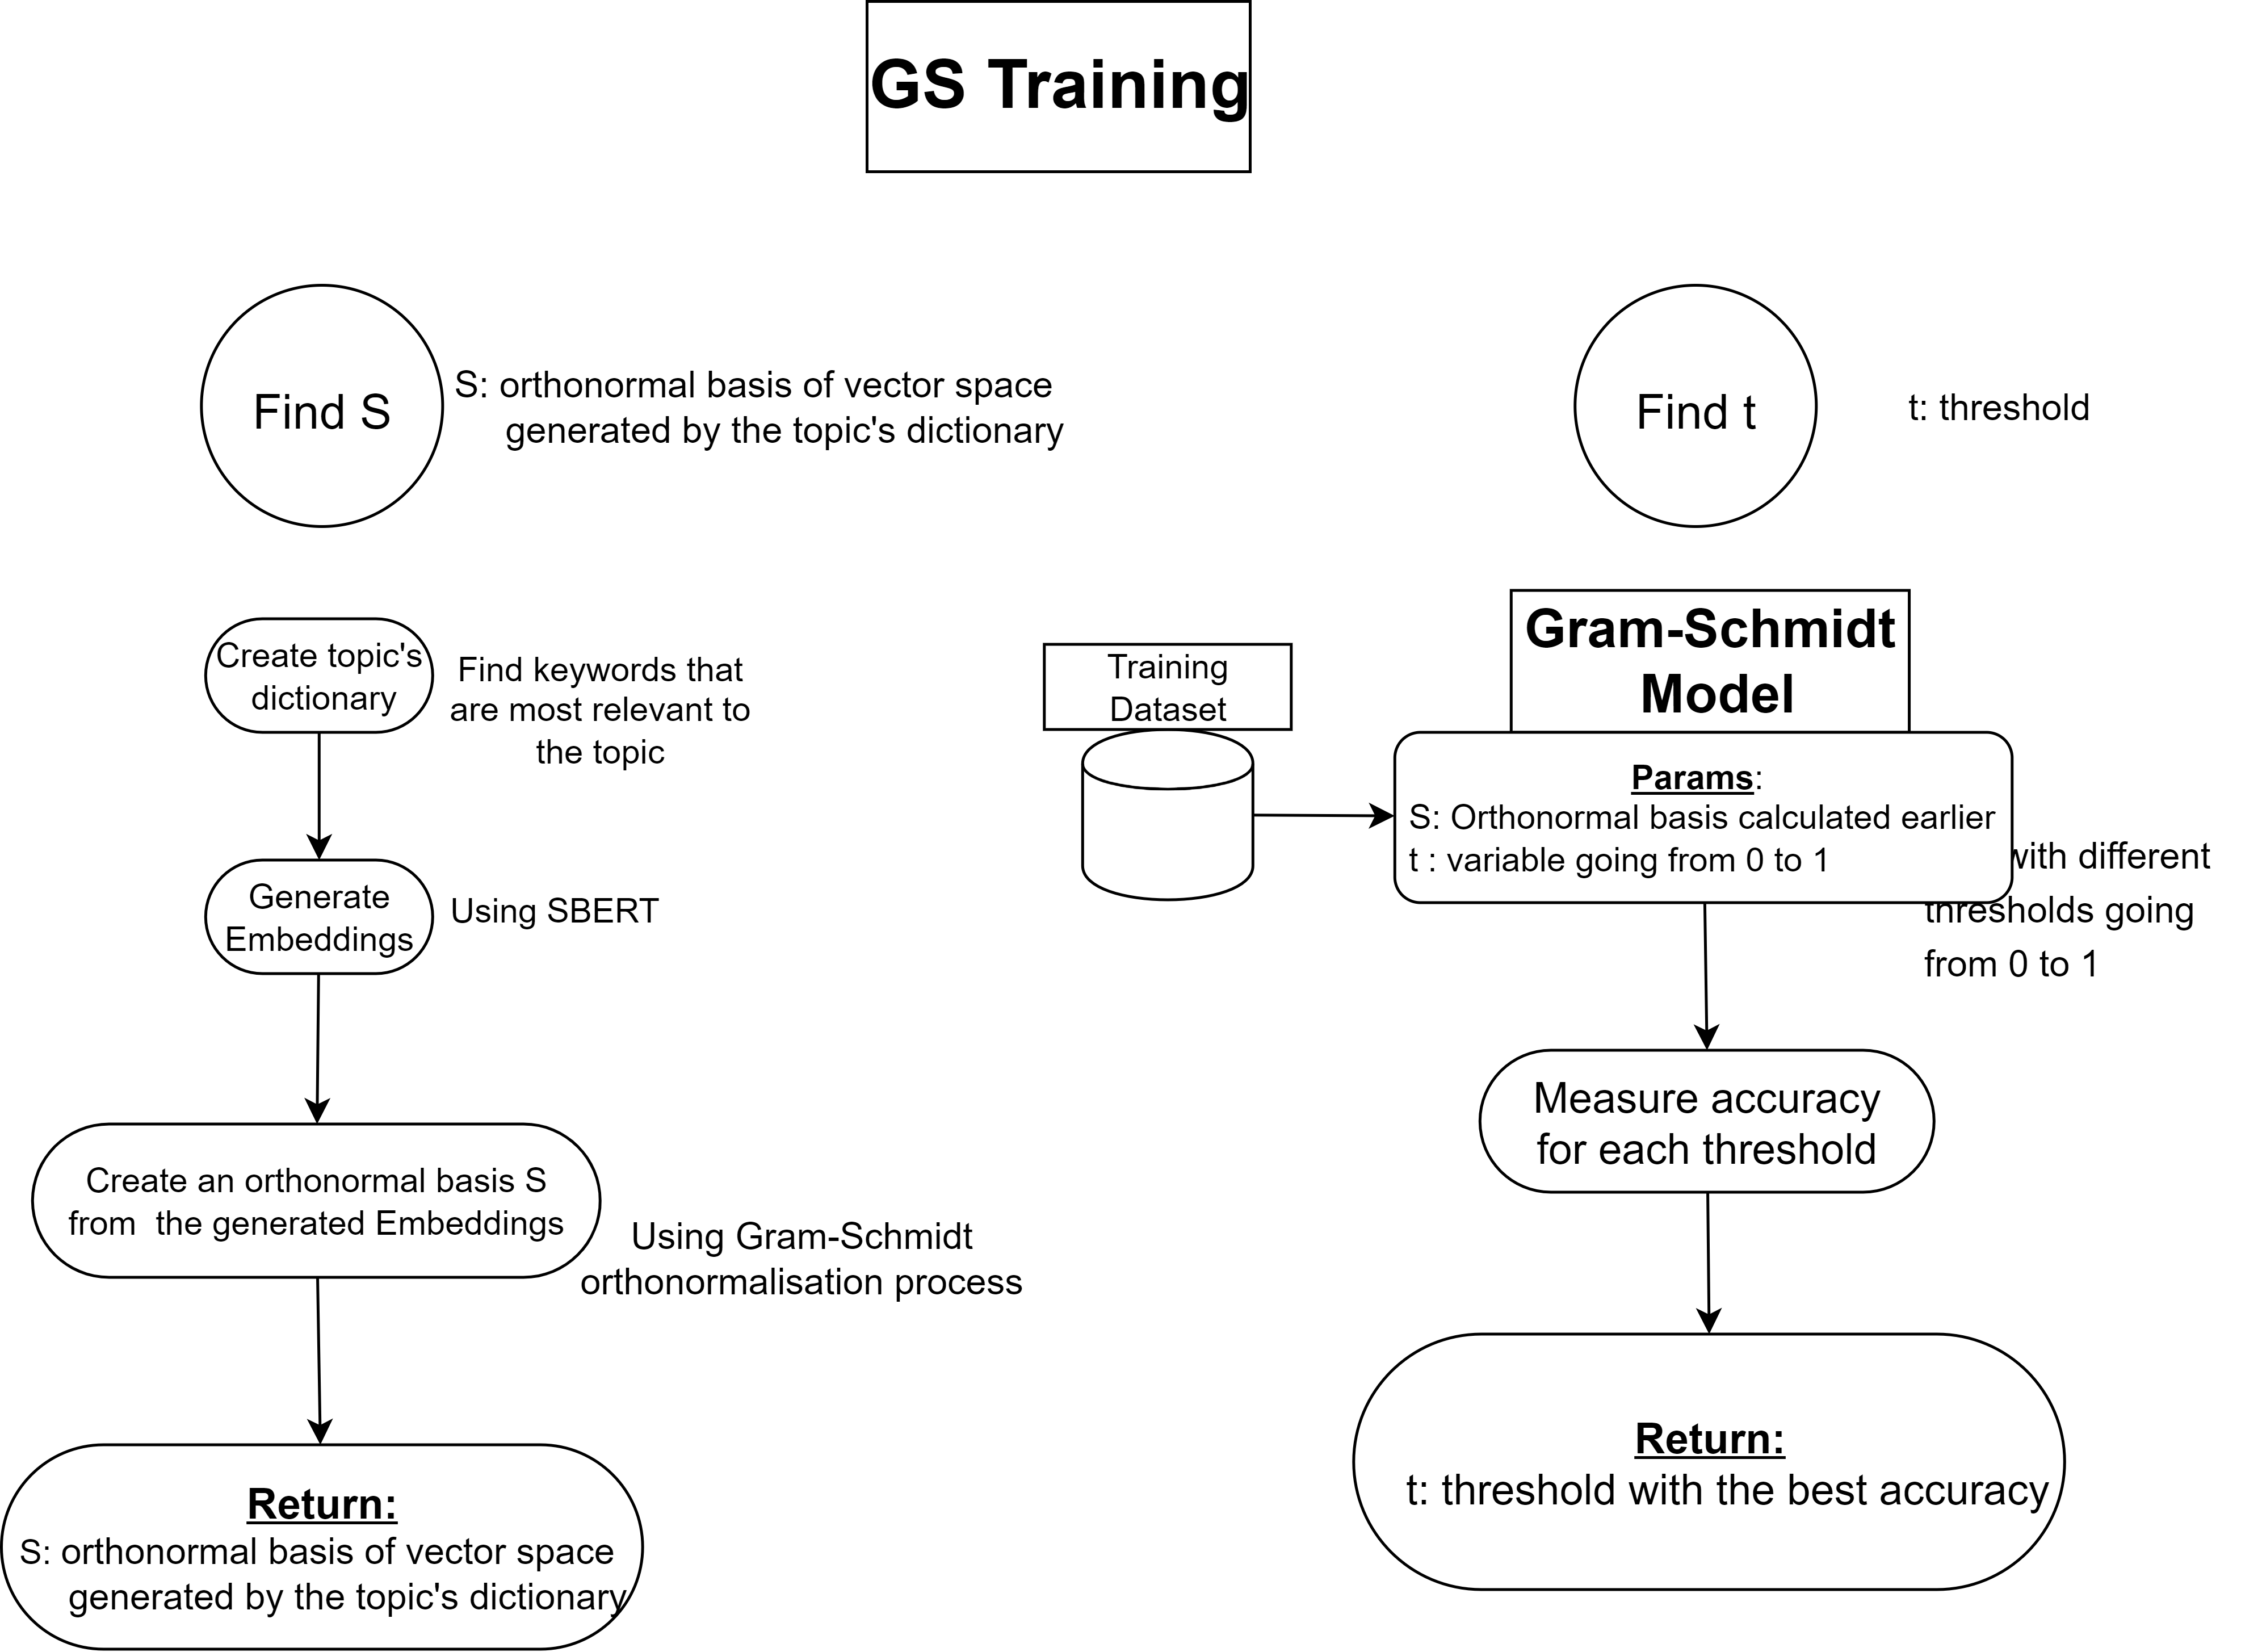 GS Training
Find S
S: orthonormal basis of vector space
generated by the topic's dictionary
Create topic's
dictionary
Find keywords that
are most relevant to
the topic
Generate
Embeddings
Using SBERT
Create an orthonormal basis S
from the generated Embeddings
Using Gram-Schmidt
orthonormalisation process
Return:
S: orthonormal basis of vector space
generated by the topic's dictionary
Find t
t: threshold
Training
Dataset
Gram-Schmidt
Model
Params:
S: Orthonormal basis calculated earlier
t : variable going from 0 to 1
with different
thresholds going
from 0 to 1
Measure accuracy
for each threshold
Return:
t: threshold with the best accuracy